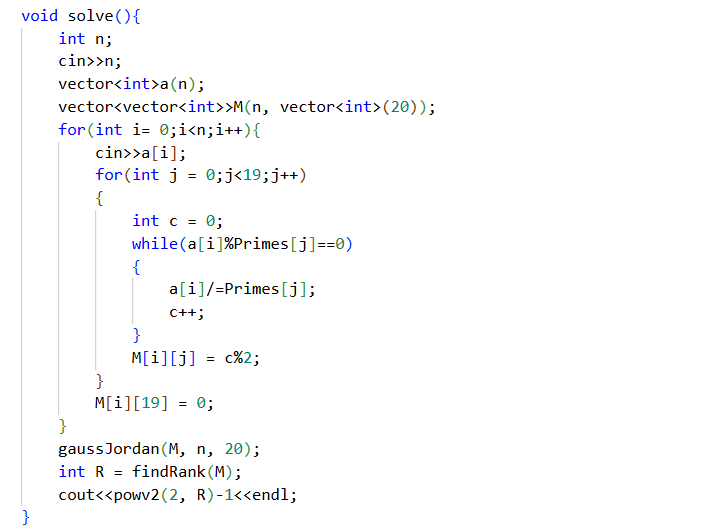 void solve(){
    int n;
    cin>>n;
    vector<int>a(n);
    vector<vector<int>>M(n, vector<int>(20));
    for(int i= 0;i<n;i++){
        cin>>a[i];
        for(int j = 0;j<19;j++)
        {
            int c = 0;
            while(a[i]%Primes[j]==0)
            {
                a[i]/=Primes[j];
                c++;
            }
            M[i][j] = c%2;
        }
        M[i][19] = 0;
    }
    gaussJordan(M, n, 20);
    int R = findRank(M);
    cout<<powv2(2, R)-1<<endl;
}